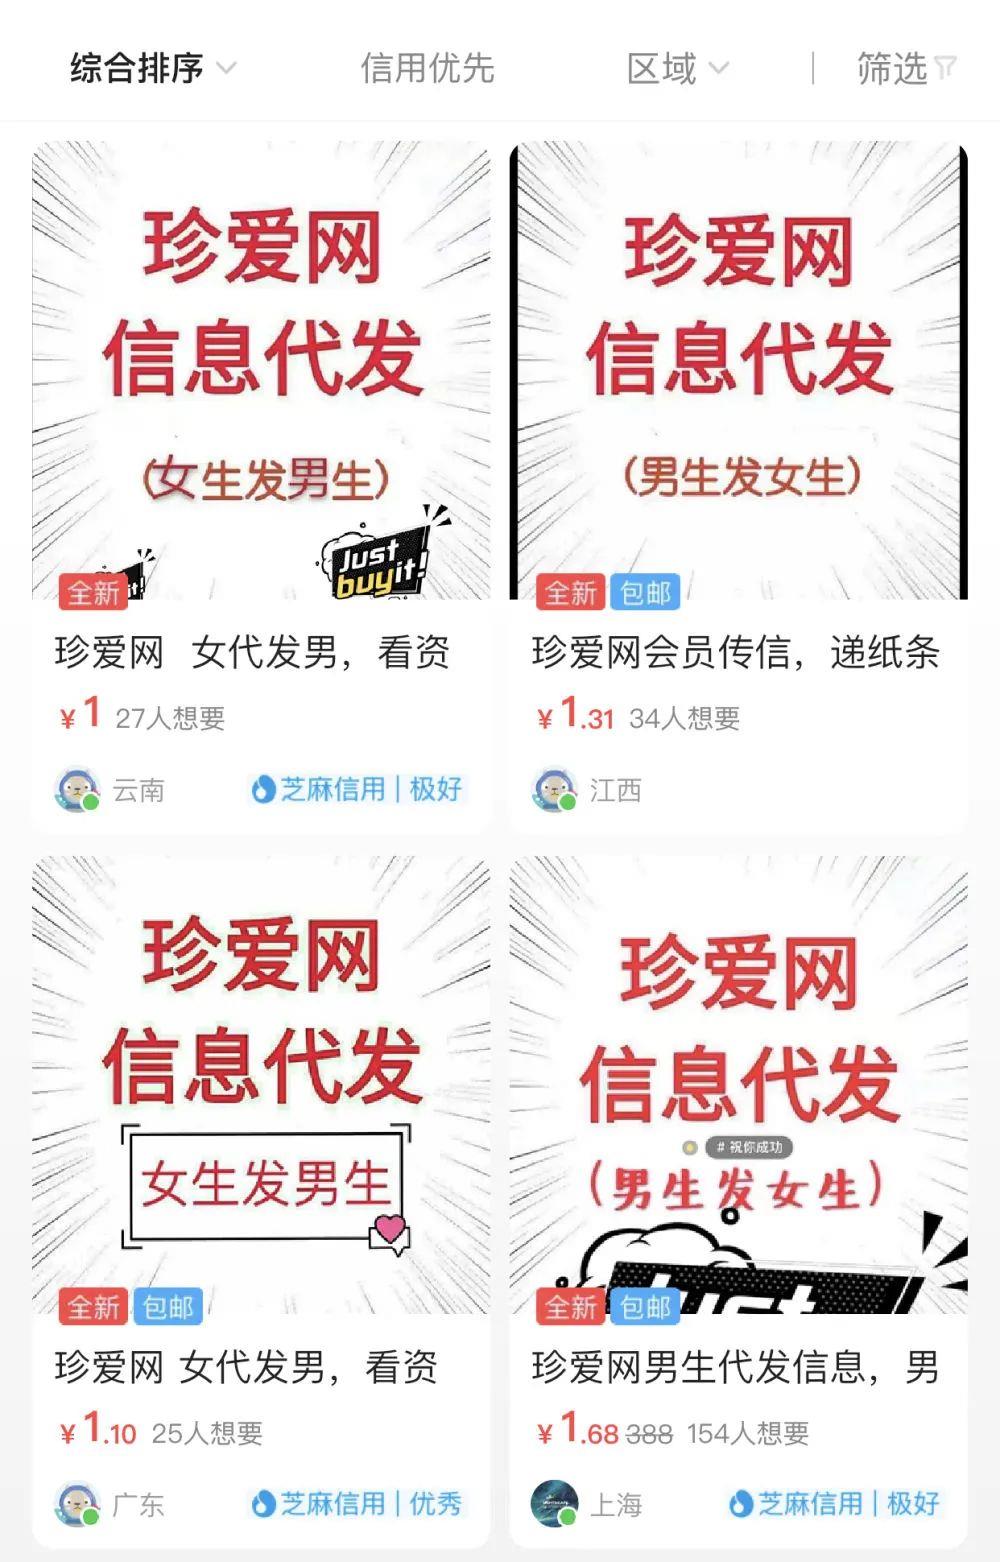 综合排序 信用优先 区域 筛选
珍爱网
信息代发
(女生发男生)
Just
buy it!
全新
珍爱网 女代发男，看资
¥1 27人想要
云南 芝麻信用|极好
珍爱网
信息代发
(男生发女生)
全新 包邮
珍爱网会员传信，递纸条
¥1.31 34人想要
江西
珍爱网
信息代发
女生发男生
全新 包邮
珍爱网 女代发男，看资
¥1.10 25人想要
广东 芝麻信用|优秀
珍爱网
信息代发
# 祝你成功
(男生发女生)
全新 包邮
珍爱网男生代发信息，男
¥1.68 388 154人想要
上海 芝麻信用|极好